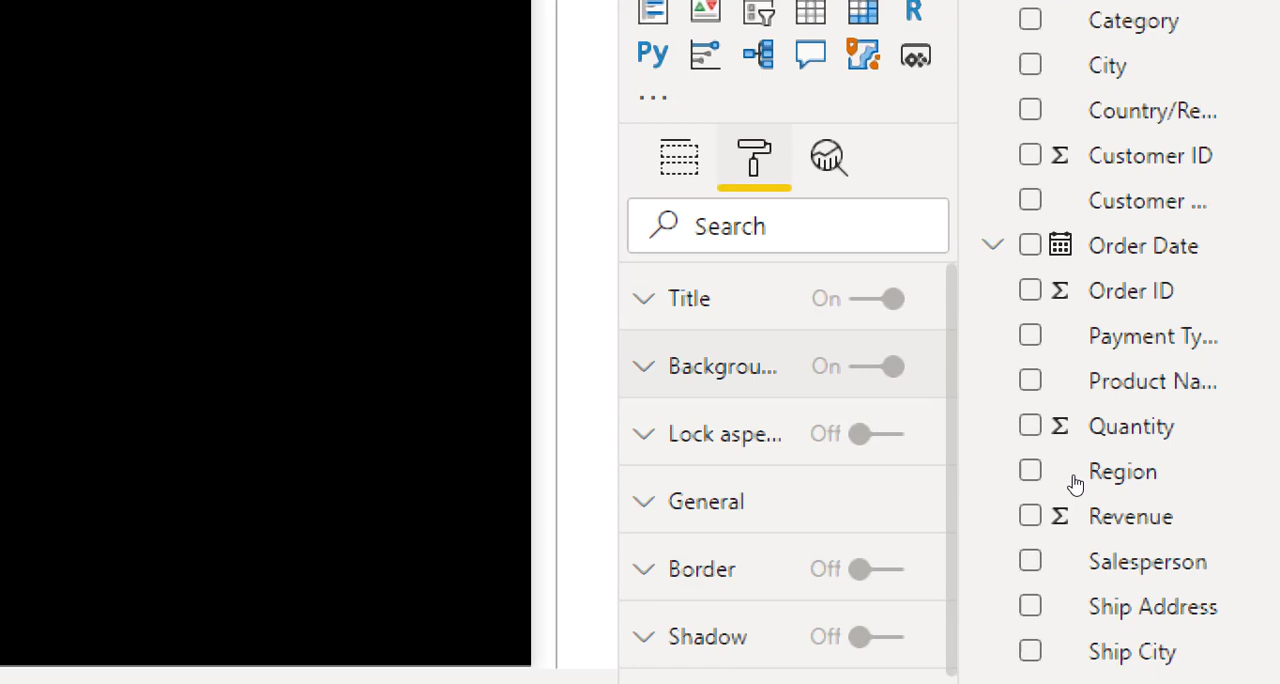 R
Py
...
Search
Title On
Backgrou... On
Lock aspe... Off
General
Border Off
Shadow Off
Category
City
Country/Re...
Σ Customer ID
Customer ...
Order Date
Σ Order ID
Payment Ty...
Product Na...
Σ Quantity
Region
Σ Revenue
Salesperson
Ship Address
Ship City